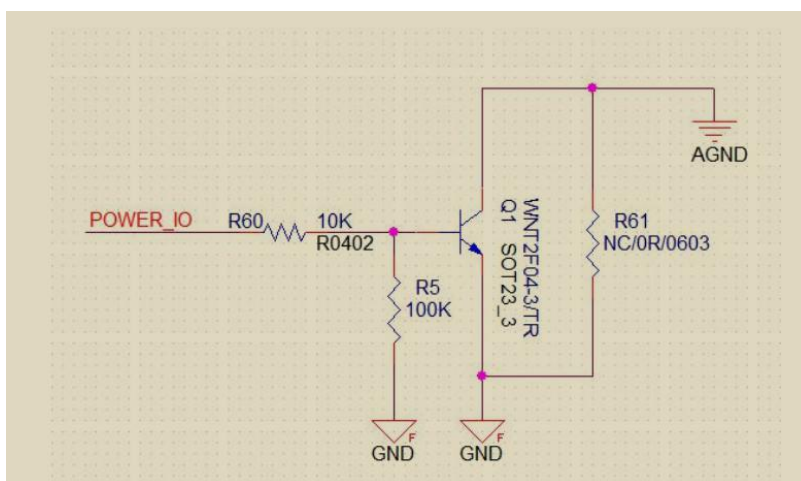 AGND
POWER_IO
R60
10K
R0402
Q1
WNT2F04-3/TR
SOT23_3
R61
NC/0R/0603
R5
100K
F
GND
F
GND